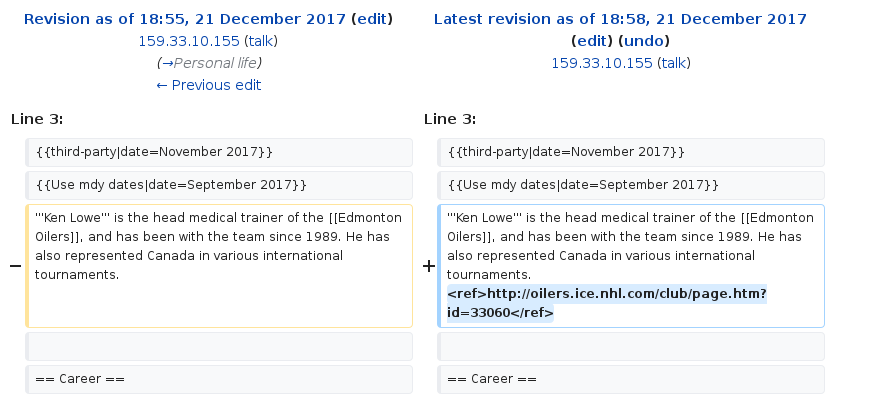 Revision as of 18:55, 21 December 2017 (edit)
159.33.10.155 (talk)
(→Personal life)
← Previous edit
Latest revision as of 18:58, 21 December 2017
(edit) (undo)
159.33.10.155 (talk)
Line 3:
Line 3:
{{third-party|date=November 2017}}
{{third-party|date=November 2017}}
{{Use mdy dates|date=September 2017}}
{{Use mdy dates|date=September 2017}}
−
'''Ken Lowe''' is the head medical trainer of the [[Edmonton
Oilers]], and has been with the team since 1989. He has
also represented Canada in various international
tournaments.
+
'''Ken Lowe''' is the head medical trainer of the [[Edmonton
Oilers]], and has been with the team since 1989. He has
also represented Canada in various international
tournaments.
<ref>http://oilers.ice.nhl.com/club/page.htm?
id=33060</ref>
== Career ==
== Career ==